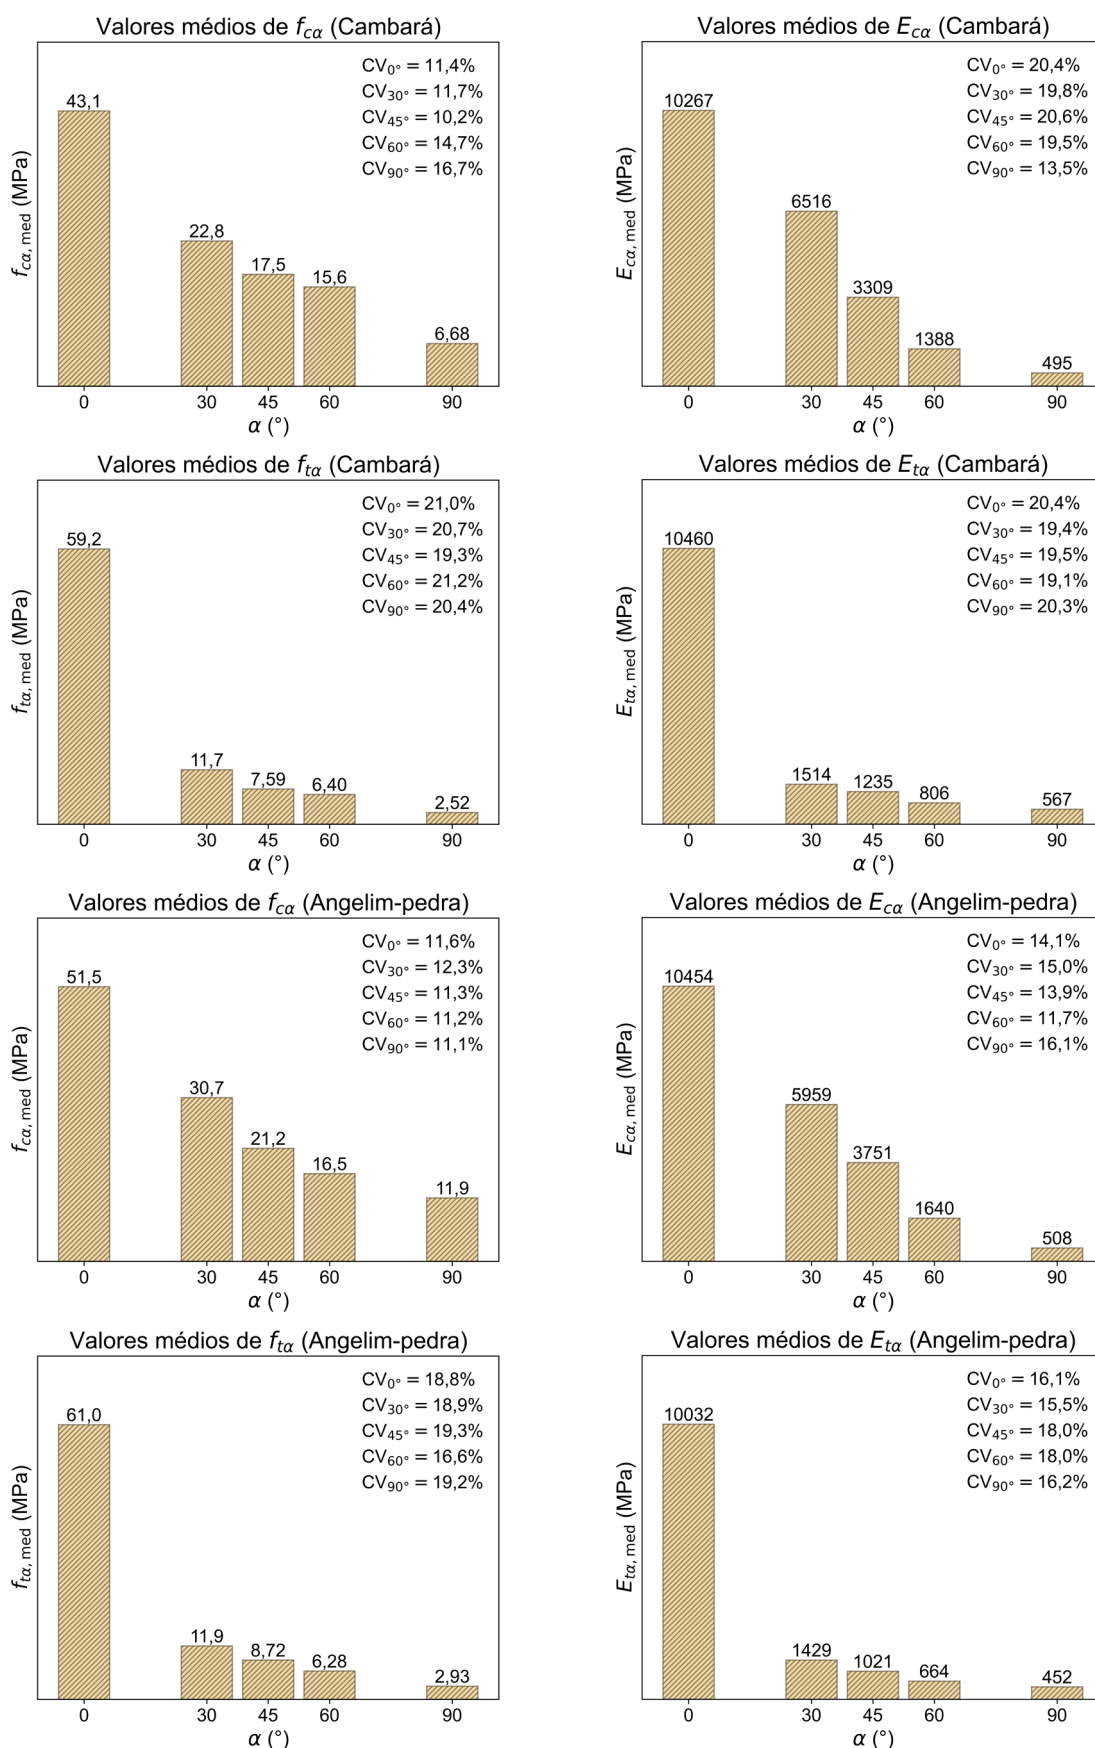 Valores médios de fcα (Cambará)
CV0° = 11,4%
CV30° = 11,7%
CV45° = 10,2%
CV60° = 14,7%
CV90° = 16,7%
43,1
22,8
17,5
15,6
6,68
fcα, med (MPa)
0 30 45 60 90
α (°)
Valores médios de Ecα (Cambará)
CV0° = 20,4%
CV30° = 19,8%
CV45° = 20,6%
CV60° = 19,5%
CV90° = 13,5%
10267
6516
3309
1388
495
Ecα, med (MPa)
0 30 45 60 90
α (°)
Valores médios de ftα (Cambará)
CV0° = 21,0%
CV30° = 20,7%
CV45° = 19,3%
CV60° = 21,2%
CV90° = 20,4%
59,2
11,7
7,59
6,40
2,52
ftα, med (MPa)
0 30 45 60 90
α (°)
Valores médios de Etα (Cambará)
CV0° = 20,4%
CV30° = 19,4%
CV45° = 19,5%
CV60° = 19,1%
CV90° = 20,3%
10460
1514
1235
806
567
Etα, med (MPa)
0 30 45 60 90
α (°)
Valores médios de fcα (Angelim-pedra)
CV0° = 11,6%
CV30° = 12,3%
CV45° = 11,3%
CV60° = 11,2%
CV90° = 11,1%
51,5
30,7
21,2
16,5
11,9
fcα, med (MPa)
0 30 45 60 90
α (°)
Valores médios de Ecα (Angelim-pedra)
CV0° = 14,1%
CV30° = 15,0%
CV45° = 13,9%
CV60° = 11,7%
CV90° = 16,1%
10454
5959
3751
1640
508
Ecα, med (MPa)
0 30 45 60 90
α (°)
Valores médios de ftα (Angelim-pedra)
CV0° = 18,8%
CV30° = 18,9%
CV45° = 19,3%
CV60° = 16,6%
CV90° = 19,2%
61,0
11,9
8,72
6,28
2,93
ftα, med (MPa)
0 30 45 60 90
α (°)
Valores médios de Etα (Angelim-pedra)
CV0° = 16,1%
CV30° = 15,5%
CV45° = 18,0%
CV60° = 18,0%
CV90° = 16,2%
10032
1429
1021
664
452
Etα, med (MPa)
0 30 45 60 90
α (°)